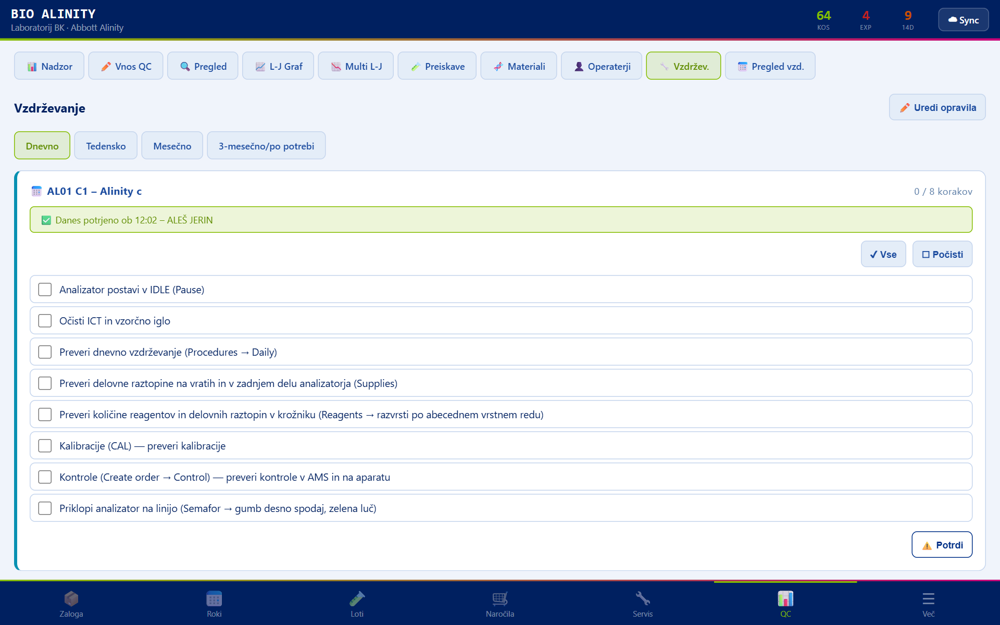 BIO ALINITY
Laboratorij BK · Abbott Alinity
64 KOS
4 EXP
9 14D
Sync
Nadzor
Vnos QC
Pregled
L-J Graf
Multi L-J
Preiskave
Materiali
Operaterji
Vzdržev.
Pregled vzd.
Vzdrževanje
Uredi opravila
Dnevno
Tedensko
Mesečno
3-mesečno/po potrebi
AL01 C1 – Alinity c
0 / 8 korakov
Danes potrjeno ob 12:02 – ALEŠ JERIN
✓ Vse
☐ Počisti
Analizator postavi v IDLE (Pause)
Očisti ICT in vzorčno iglo
Preveri dnevno vzdrževanje (Procedures → Daily)
Preveri delovne raztopine na vratih in v zadnjem delu analizatorja (Supplies)
Preveri količine reagentov in delovnih raztopin v krožniku (Reagents → razvrsti po abecednem vrstnem redu)
Kalibracije (CAL) — preveri kalibracije
Kontrole (Create order → Control) — preveri kontrole v AMS in na aparatu
Priklopi analizator na linijo (Semafor → gumb desno spodaj, zelena luč)
Potrdi
Zaloga
Roki
Loti
Naročila
Servis
QC
Več